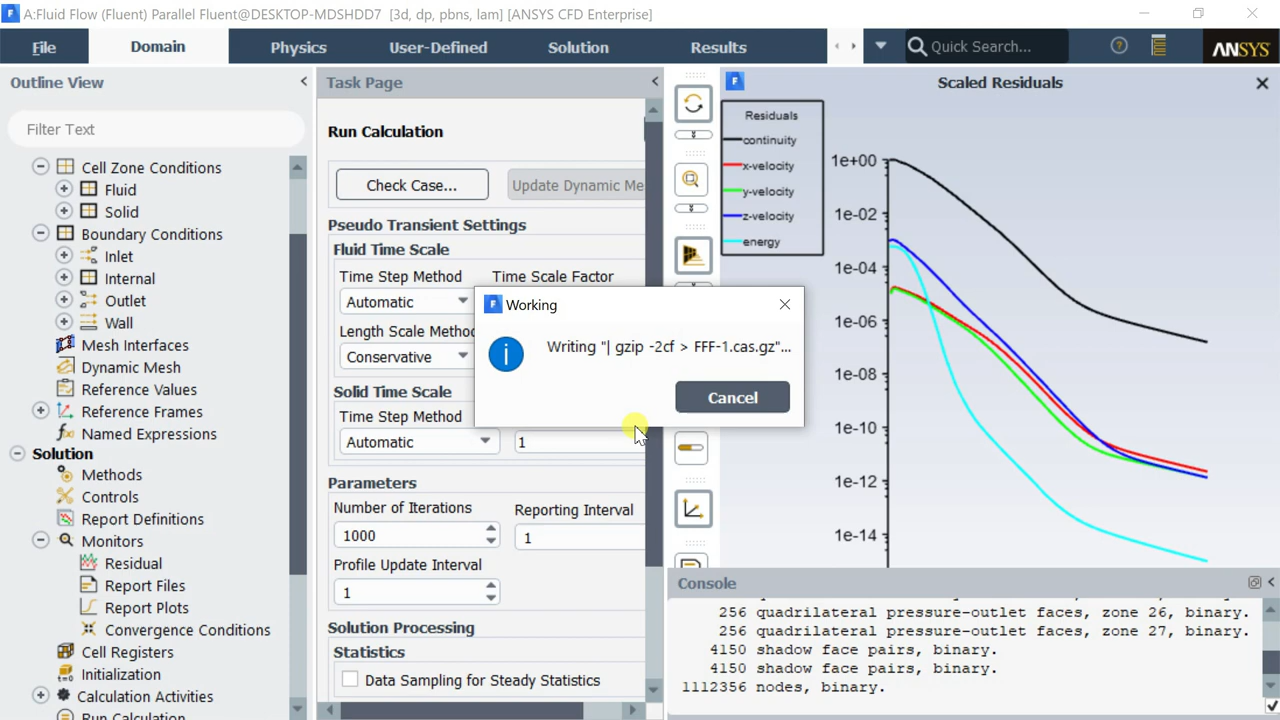 A:Fluid Flow (Fluent) Parallel Fluent@DESKTOP-MDSHDD7 [3d, dp, pbns, lam] [ANSYS CFD Enterprise]
File
Domain
Physics
User-Defined
Solution
Results
Quick Search...
ANSYS
Outline View
Filter Text
Cell Zone Conditions
Fluid
Solid
Boundary Conditions
Inlet
Internal
Outlet
Wall
Mesh Interfaces
Dynamic Mesh
Reference Values
Reference Frames
Named Expressions
Solution
Methods
Controls
Report Definitions
Monitors
Residual
Report Files
Report Plots
Convergence Conditions
Cell Registers
Initialization
Calculation Activities
Run Calculation
Task Page
Run Calculation
Check Case...
Update Dynamic Me
Pseudo Transient Settings
Fluid Time Scale
Time Step Method
Time Scale Factor
Automatic
Length Scale Method
Conservative
Solid Time Scale
Time Step Method
Automatic
1
Parameters
Number of Iterations
Reporting Interval
1000
1
Profile Update Interval
1
Solution Processing
Statistics
Data Sampling for Steady Statistics
Working
Writing "| gzip -2cf > FFF-1.cas.gz"...
Cancel
Scaled Residuals
Residuals
continuity
x-velocity
y-velocity
z-velocity
energy
1e+00
1e-02
1e-04
1e-06
1e-08
1e-10
1e-12
1e-14
Console
256 quadrilateral pressure-outlet faces, zone 26, binary.
256 quadrilateral pressure-outlet faces, zone 27, binary.
4150 shadow face pairs, binary.
4150 shadow face pairs, binary.
1112356 nodes, binary.